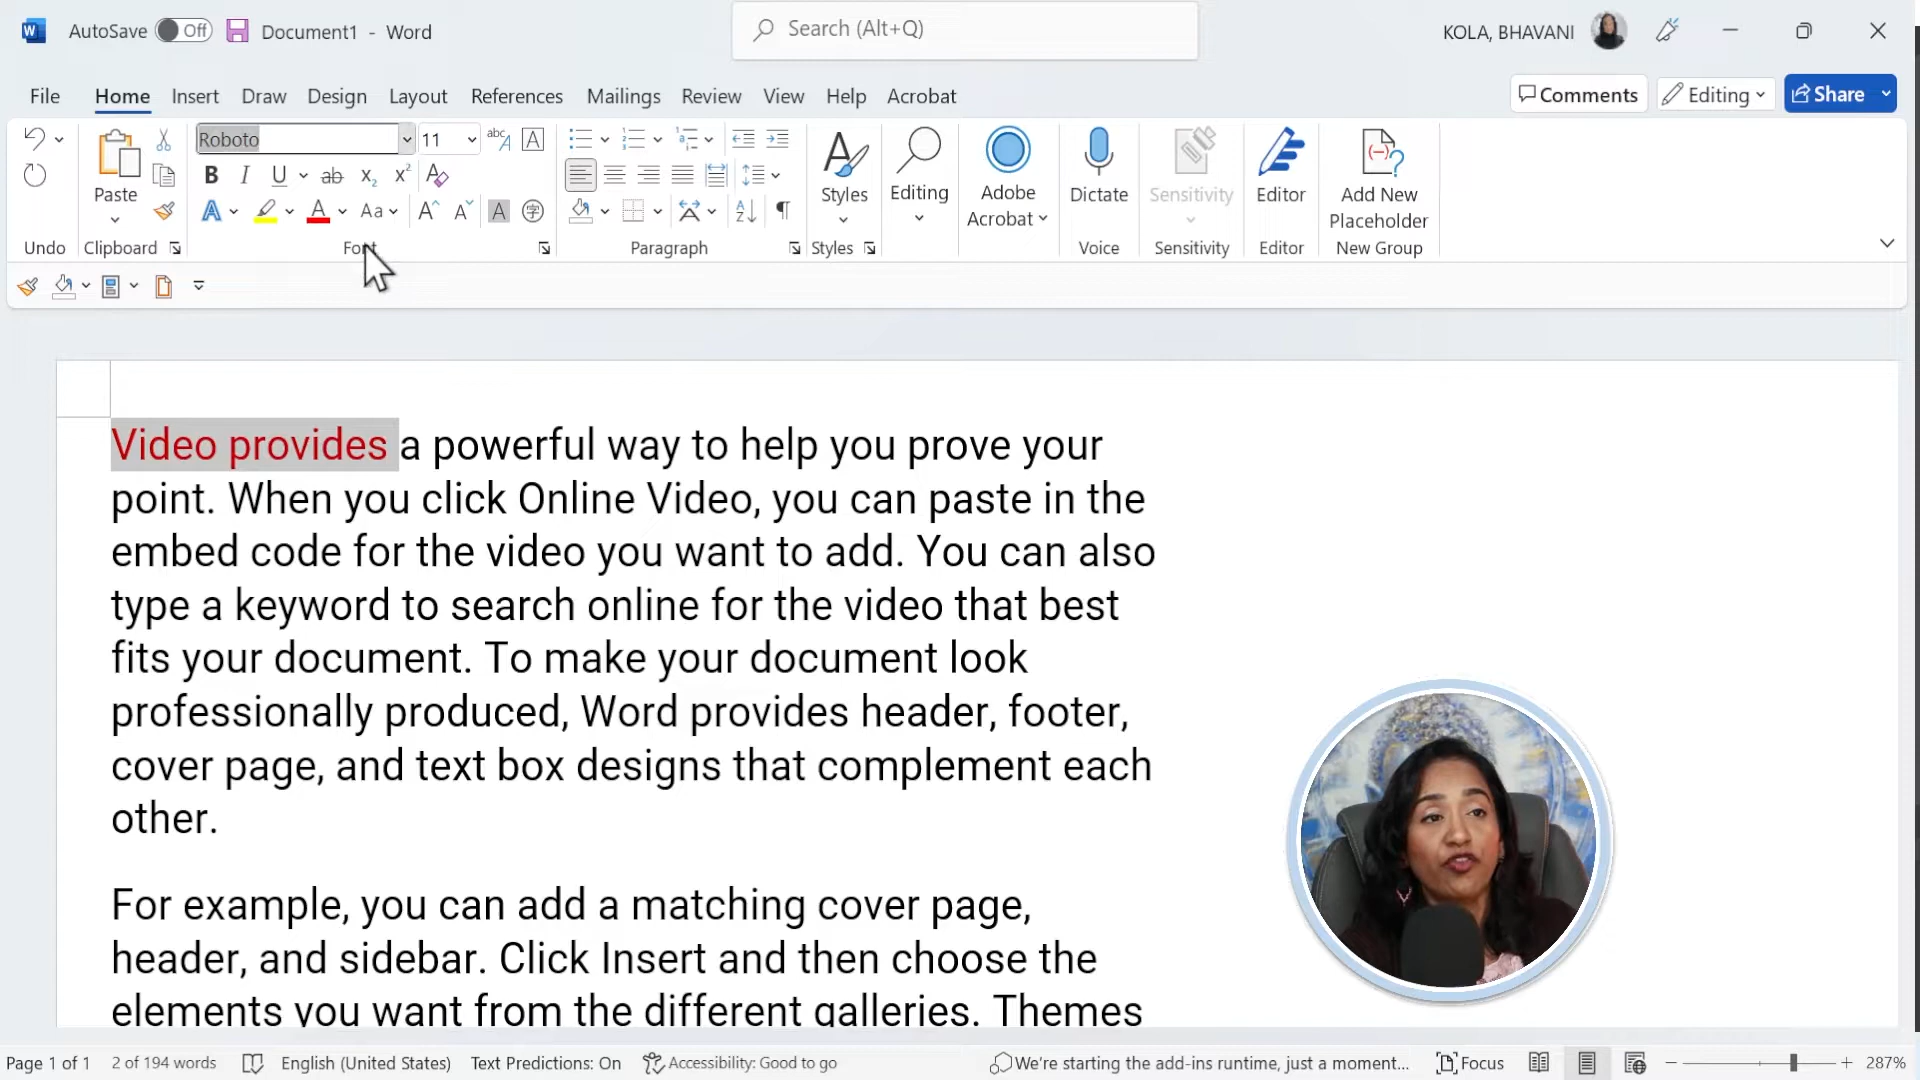 AutoSave Off Document1 - Word Search (Alt+Q) KOLA, BHAVANI
File Home Insert Draw Design Layout References Mailings Review View Help Acrobat Comments Editing Share
Roboto 11
Paste Styles Editing Adobe Acrobat Dictate Sensitivity Editor Add New Placeholder
Undo Clipboard Font Paragraph Styles Voice Sensitivity Editor New Group
Video provides a powerful way to help you prove your
point. When you click Online Video, you can paste in the
embed code for the video you want to add. You can also
type a keyword to search online for the video that best
fits your document. To make your document look
professionally produced, Word provides header, footer,
cover page, and text box designs that complement each
other.
For example, you can add a matching cover page,
header, and sidebar. Click Insert and then choose the
elements you want from the different galleries. Themes
Page 1 of 1 2 of 194 words English (United States) Text Predictions: On Accessibility: Good to go We're starting the add-ins runtime, just a moment... Focus 287%